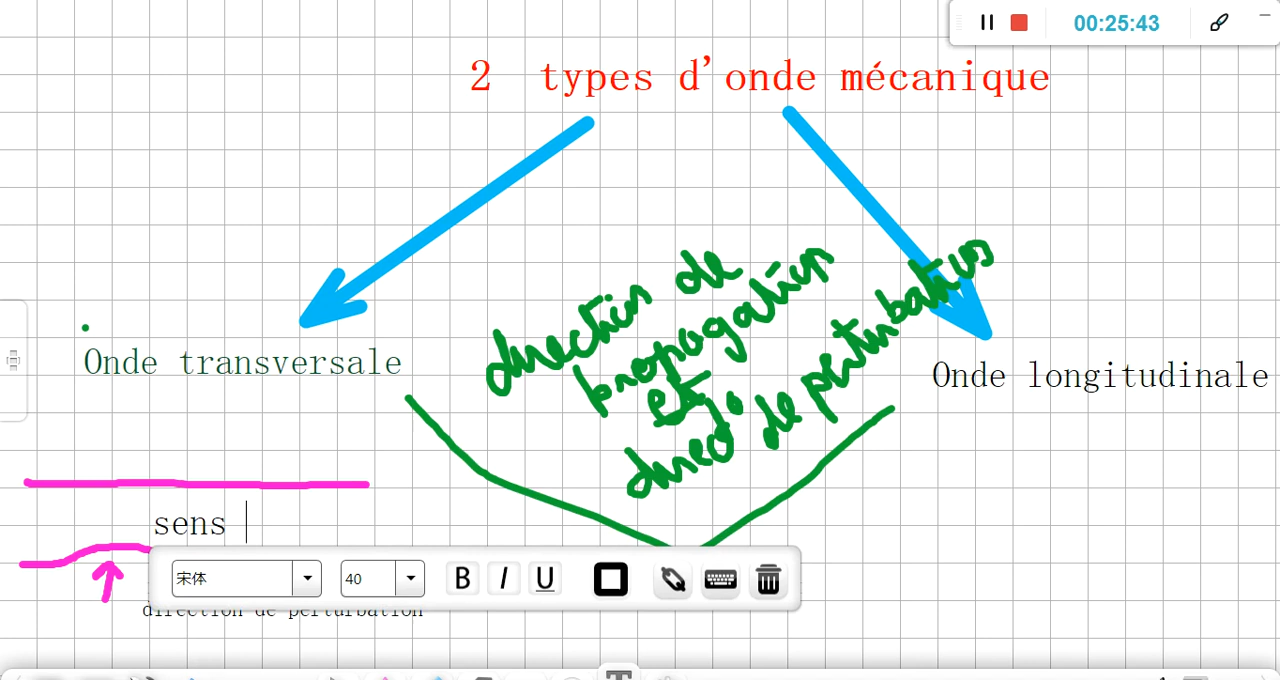 00:25:43
2 types d'onde mécanique
direction de
propagation
et
direc° de perturbation
Onde transversale
Onde longitudinale
sens
宋体
40
B I U
direction de perturbation